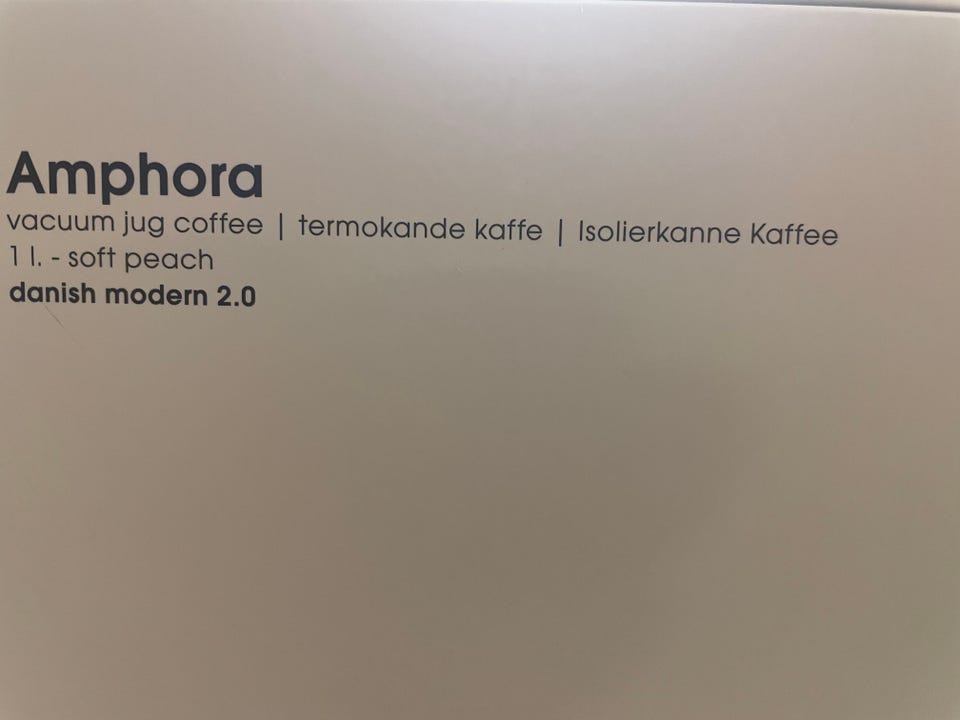 Amphora
vacuum jug coffee | termokande kaffe | Isolierkanne Kaffee
1 l. - soft peach
danish modern 2.0